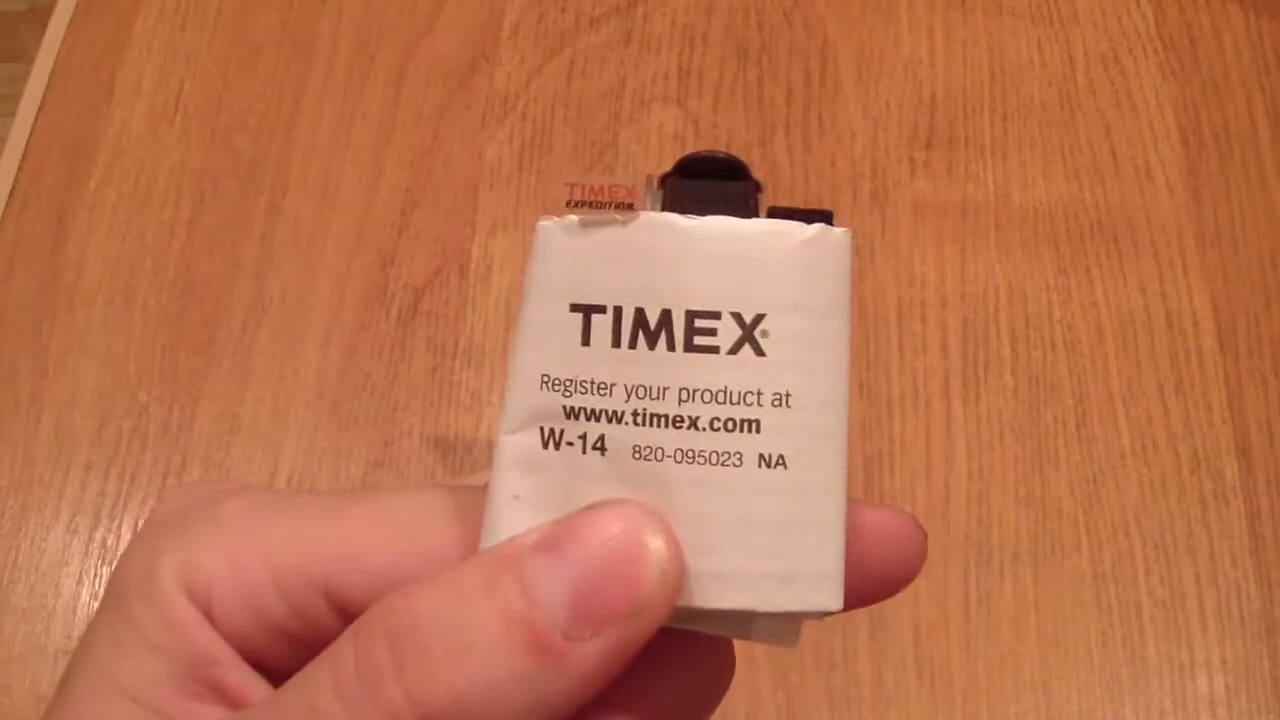 TIMEX
EXPEDITION
TIMEX®
Register your product at
www.timex.com
W-14 820-095023 NA